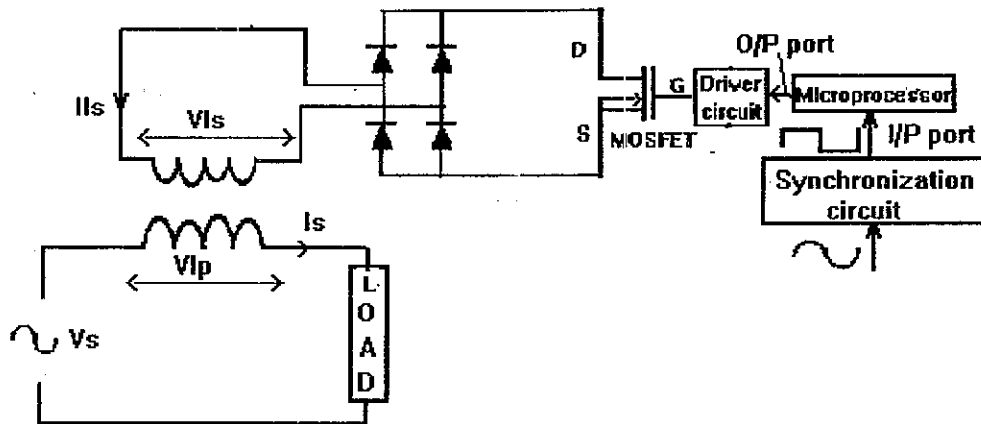 D
O/P port
G
Driver
circuit
Microprocessor
IIs
VIs
S
MOSFET
I/P port
Synchronization
circuit
Is
VIp
Vs
L
O
A
D